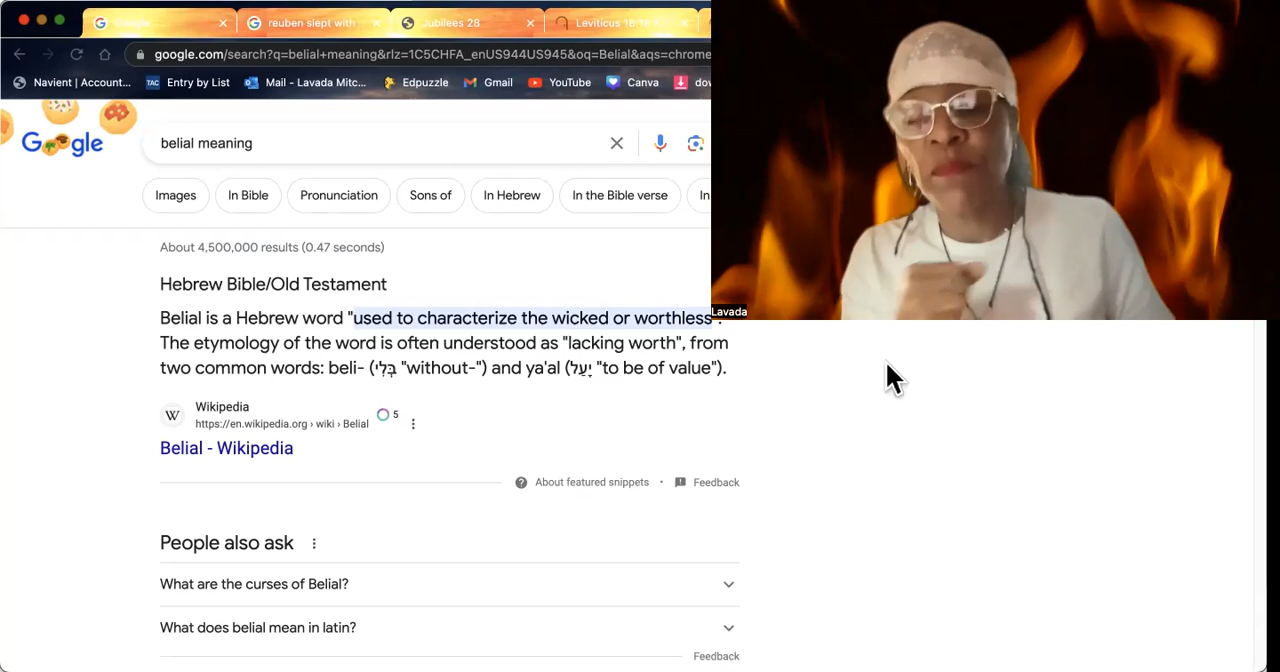 Google
reuben slept with
Jubilees 28
Leviticus 18
google.com/search?q=belial+meaning&rlz=1C5CHFA_enUS944US945&oq=Belial&aqs=chrome
Navient | Account...
TAC
Entry by List
Mail - Lavada Mitc...
Edpuzzle
Gmail
YouTube
Canva
Google
belial meaning
Images
In Bible
Pronunciation
Sons of
In Hebrew
In the Bible verse
In
About 4,500,000 results (0.47 seconds)
Hebrew Bible/Old Testament
Belial is a Hebrew word "used to characterize the wicked or worthless".
The etymology of the word is often understood as "lacking worth", from
two common words: beli- (בְּלִי "without-") and ya'al (יָעַל "to be of value").
W
Wikipedia
https://en.wikipedia.org › wiki › Belial
5
Belial - Wikipedia
About featured snippets
•
Feedback
People also ask
What are the curses of Belial?
What does belial mean in latin?
Feedback
Lavada